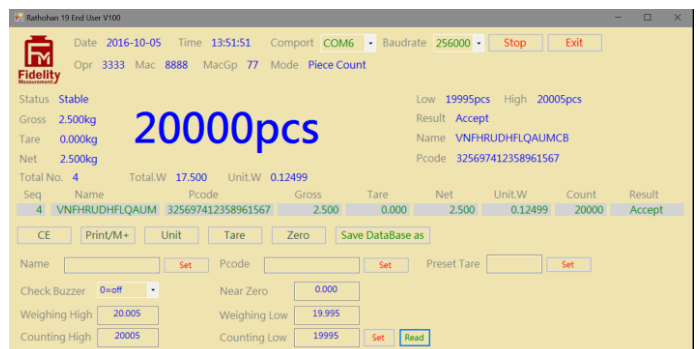 Rathohan 19 End User V100
Date 2016-10-05 Time 13:51:51 Comport COM6 Baudrate 256000 Stop Exit
Opr 3333 Mac 8888 MacGp 77 Mode Piece Count
Fidelity
Measurement
Status Stable
Low 19995pcs High 20005pcs
Gross 2.500kg
Result Accept
20000pcs
Tare 0.000kg
Name VNFHRUDHFLQAUMCB
Net 2.500kg
Pcode 325697412358961567
Total No. 4 Total.W 17.500 Unit.W 0.12499
Seq Name Pcode Gross Tare Net Unit.W Count Result
4 VNFHRUDHFLQAUM 325697412358961567 2.500 0.000 2.500 0.12499 20000 Accept
CE Print/M+ Unit Tare Zero Save DataBase as
Name Set Pcode Set Preset Tare Set
Check Buzzer 0=off Near Zero 0.000
Weighing High 20.005 Weighing Low 19.995
Counting High 20005 Counting Low 19995 Set Read